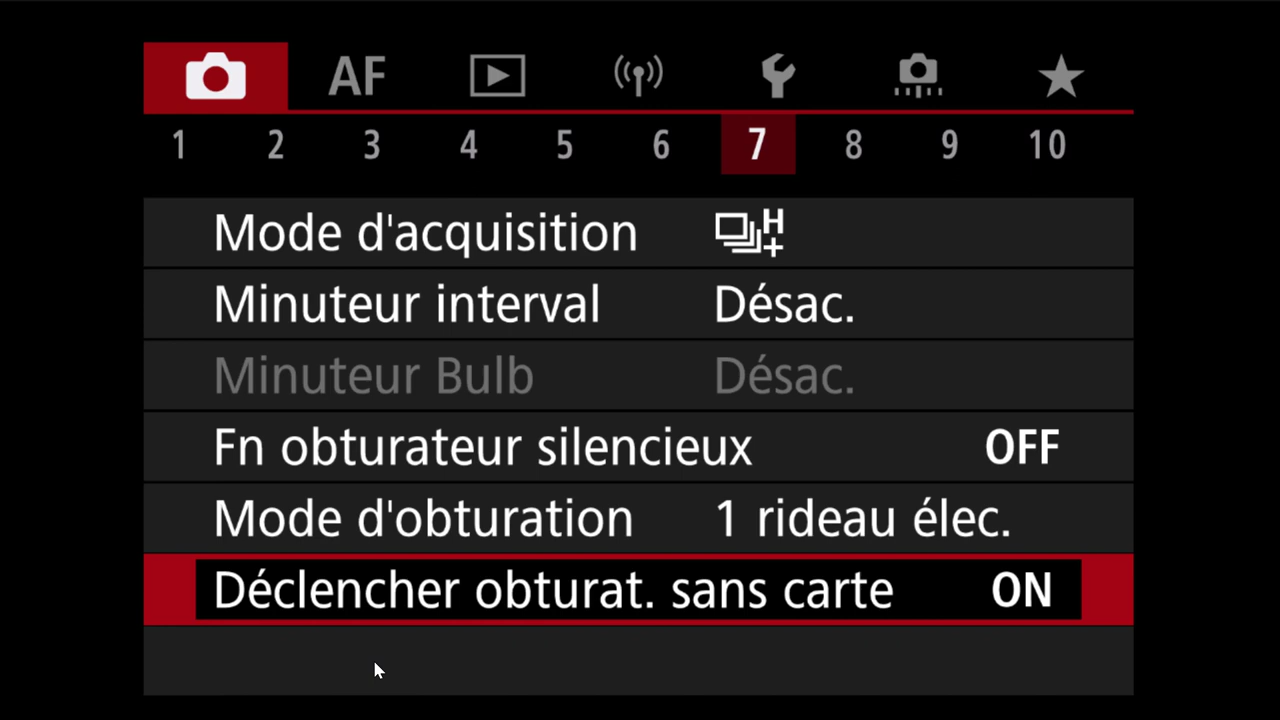 AF
1 2 3 4 5 6 7 8 9 10
Mode d'acquisition H+
Minuteur interval Désac.
Minuteur Bulb Désac.
Fn obturateur silencieux OFF
Mode d'obturation 1 rideau élec.
Déclencher obturat. sans carte ON